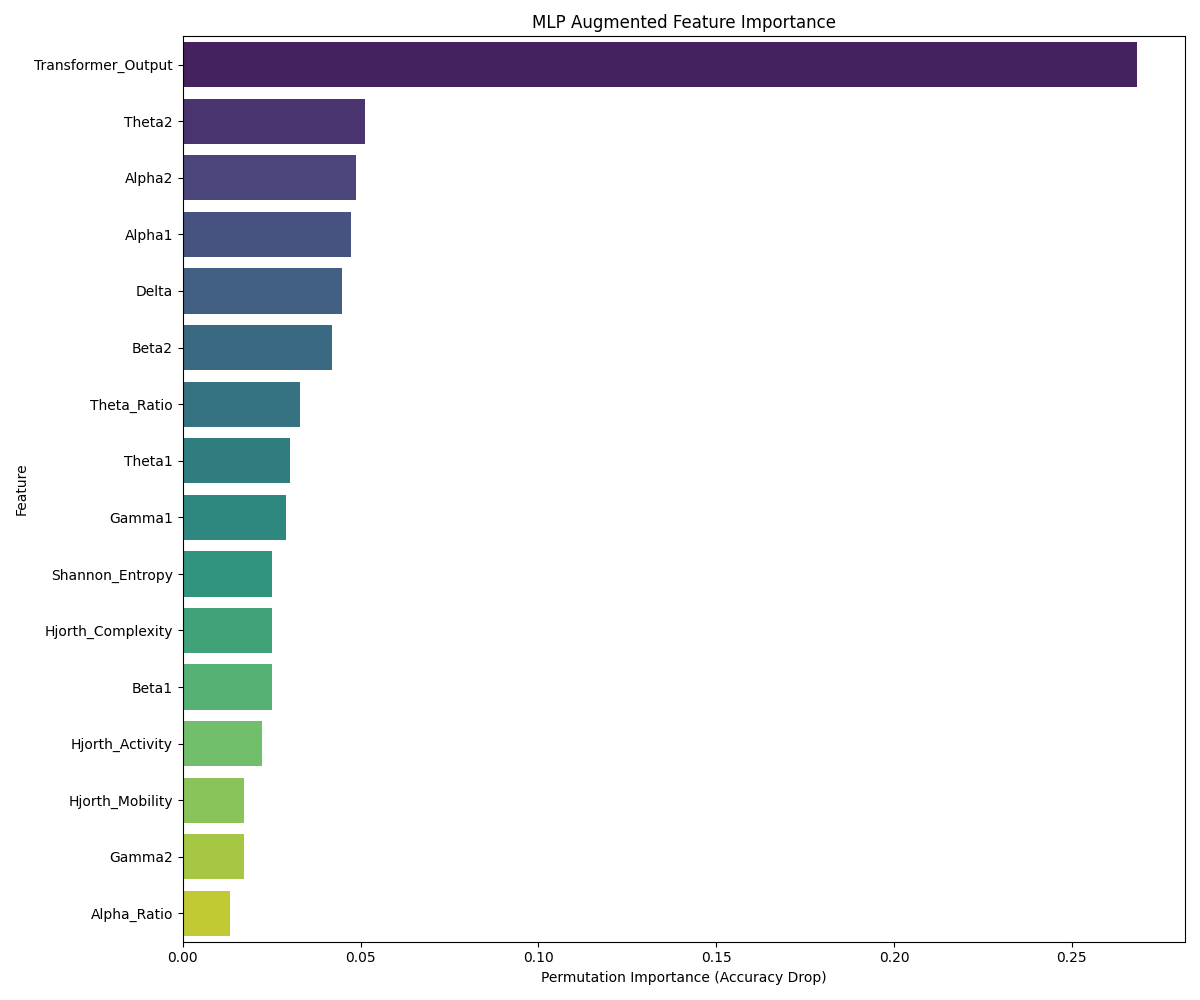 MLP Augmented Feature Importance
Transformer_Output
Theta2
Alpha2
Alpha1
Delta
Beta2
Theta_Ratio
Theta1
Gamma1
Shannon_Entropy
Hjorth_Complexity
Beta1
Hjorth_Activity
Hjorth_Mobility
Gamma2
Alpha_Ratio
Feature
0.00 0.05 0.10 0.15 0.20 0.25
Permutation Importance (Accuracy Drop)